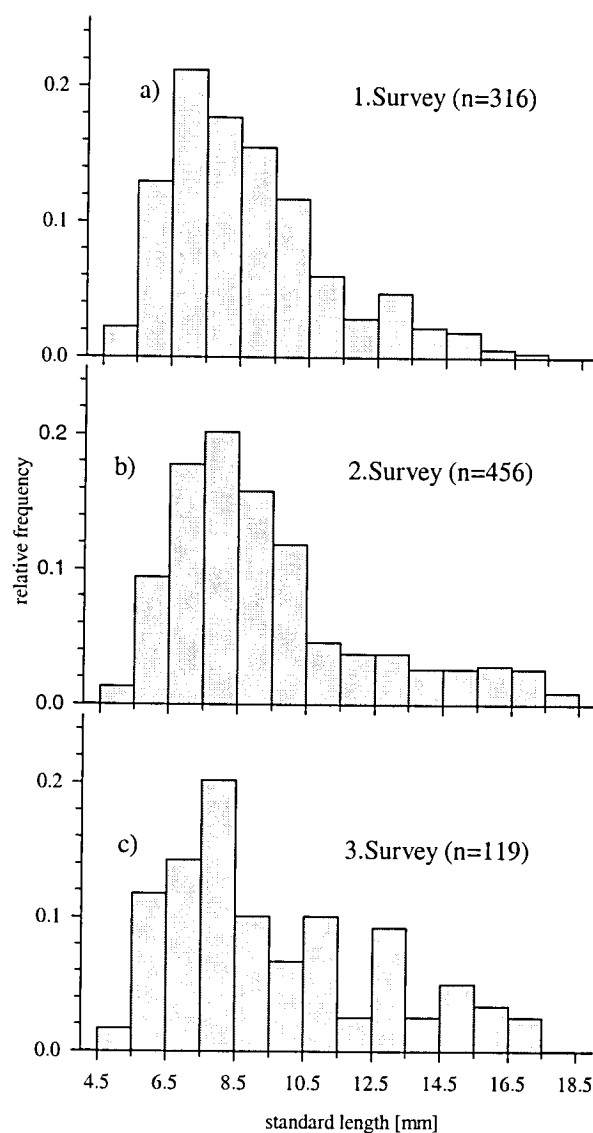 0.2
a)
1.Survey (n=316)
0.1
0.0
0.2
b)
2.Survey (n=456)
relative frequency
0.1
0.0
0.2
c)
3.Survey (n=119)
0.1
0.0
4.5 6.5 8.5 10.5 12.5 14.5 16.5 18.5
standard length [mm]